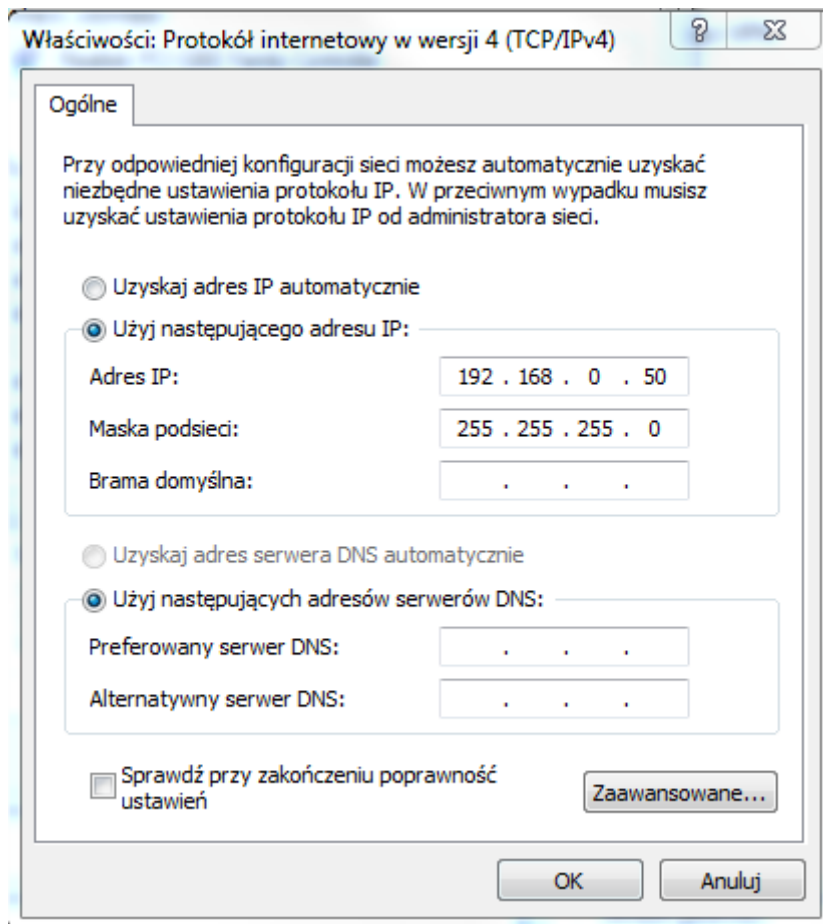 Właściwości: Protokół internetowy w wersji 4 (TCP/IPv4)
Ogólne
Przy odpowiedniej konfiguracji sieci możesz automatycznie uzyskać
niezbędne ustawienia protokołu IP. W przeciwnym wypadku musisz
uzyskać ustawienia protokołu IP od administratora sieci.
Uzyskaj adres IP automatycznie
Użyj następującego adresu IP:
Adres IP: 192 . 168 . 0 . 50
Maska podsieci: 255 . 255 . 255 . 0
Brama domyślna: . . .
Uzyskaj adres serwera DNS automatycznie
Użyj następujących adresów serwerów DNS:
Preferowany serwer DNS: . . .
Alternatywny serwer DNS: . . .
Sprawdź przy zakończeniu poprawność
ustawień
Zaawansowane...
OK Anuluj